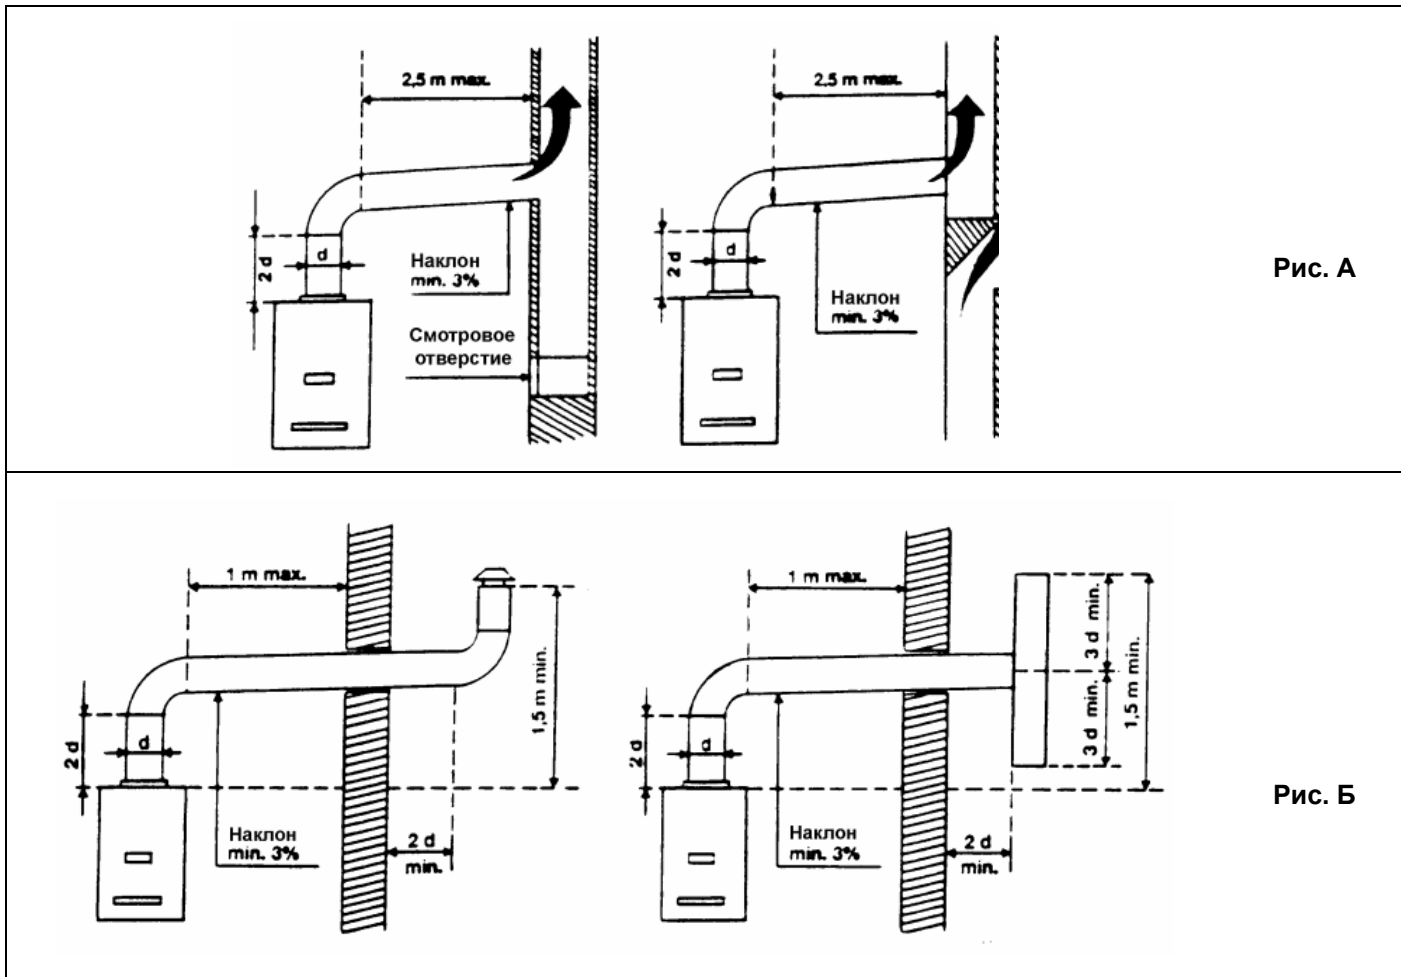 2,5 m max.
2 d
d
Наклон
min. 3%
Смотровое
отверстие
2,5 m max.
2 d
d
Наклон
min. 3%
Рис. А
1 m max.
2 d
d
Наклон
min. 3%
2 d
min.
1,5 m min.
1 m max.
2 d
d
Наклон
min. 3%
2 d
min.
3 d min.
3 d min.
1,5 m min.
Рис. Б